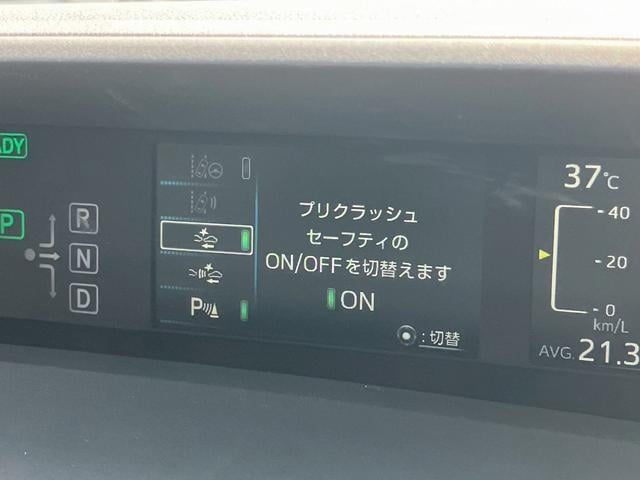 ADY
P
R
N
D
プリクラッシュ
セーフティの
ON/OFFを切替えます
ON
:切替
P
37℃
40
20
0
km/L
AVG. 21.3